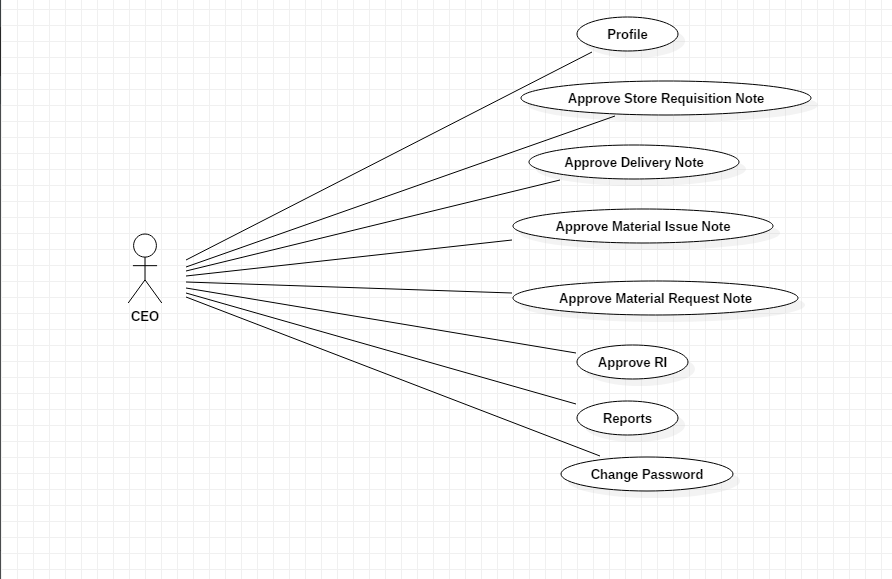 Profile
Approve Store Requisition Note
Approve Delivery Note
Approve Material Issue Note
Approve Material Request Note
CEO
Approve RI
Reports
Change Password